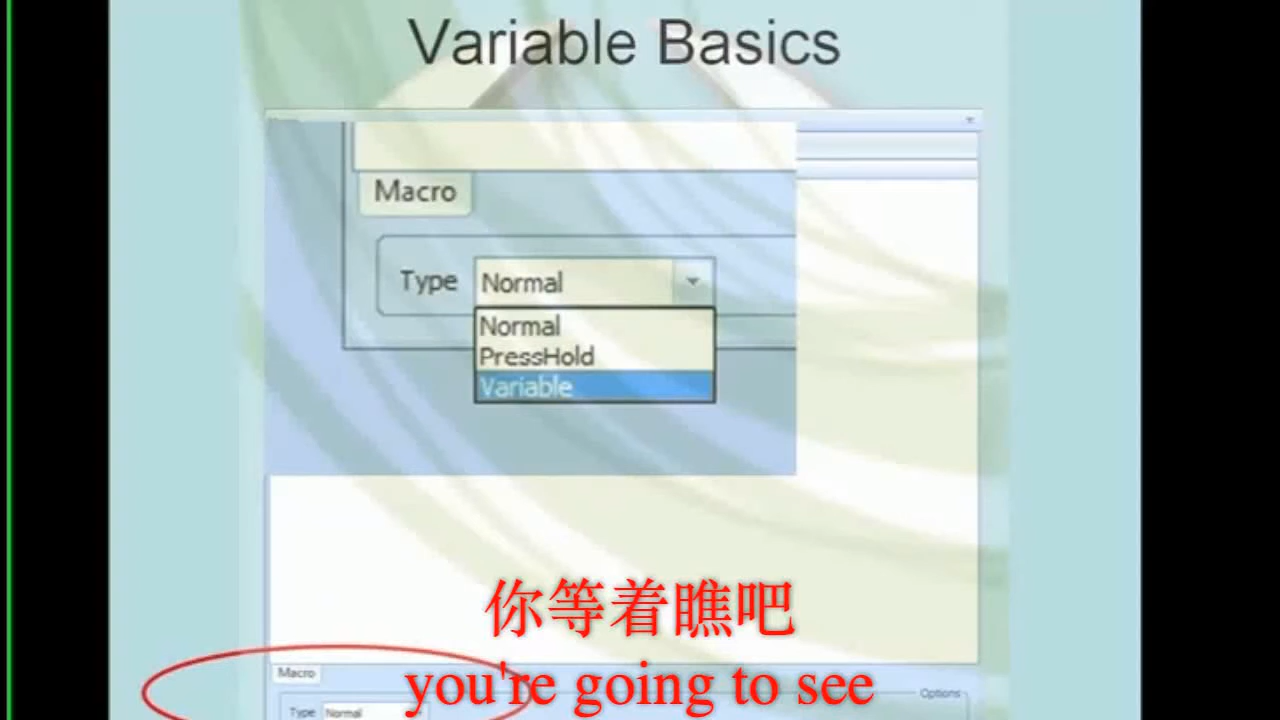 Variable Basics
Macro
Type Normal
Normal
PressHold
Variable
你等着瞧吧
you're going to see
Macro
Options
Type Normal